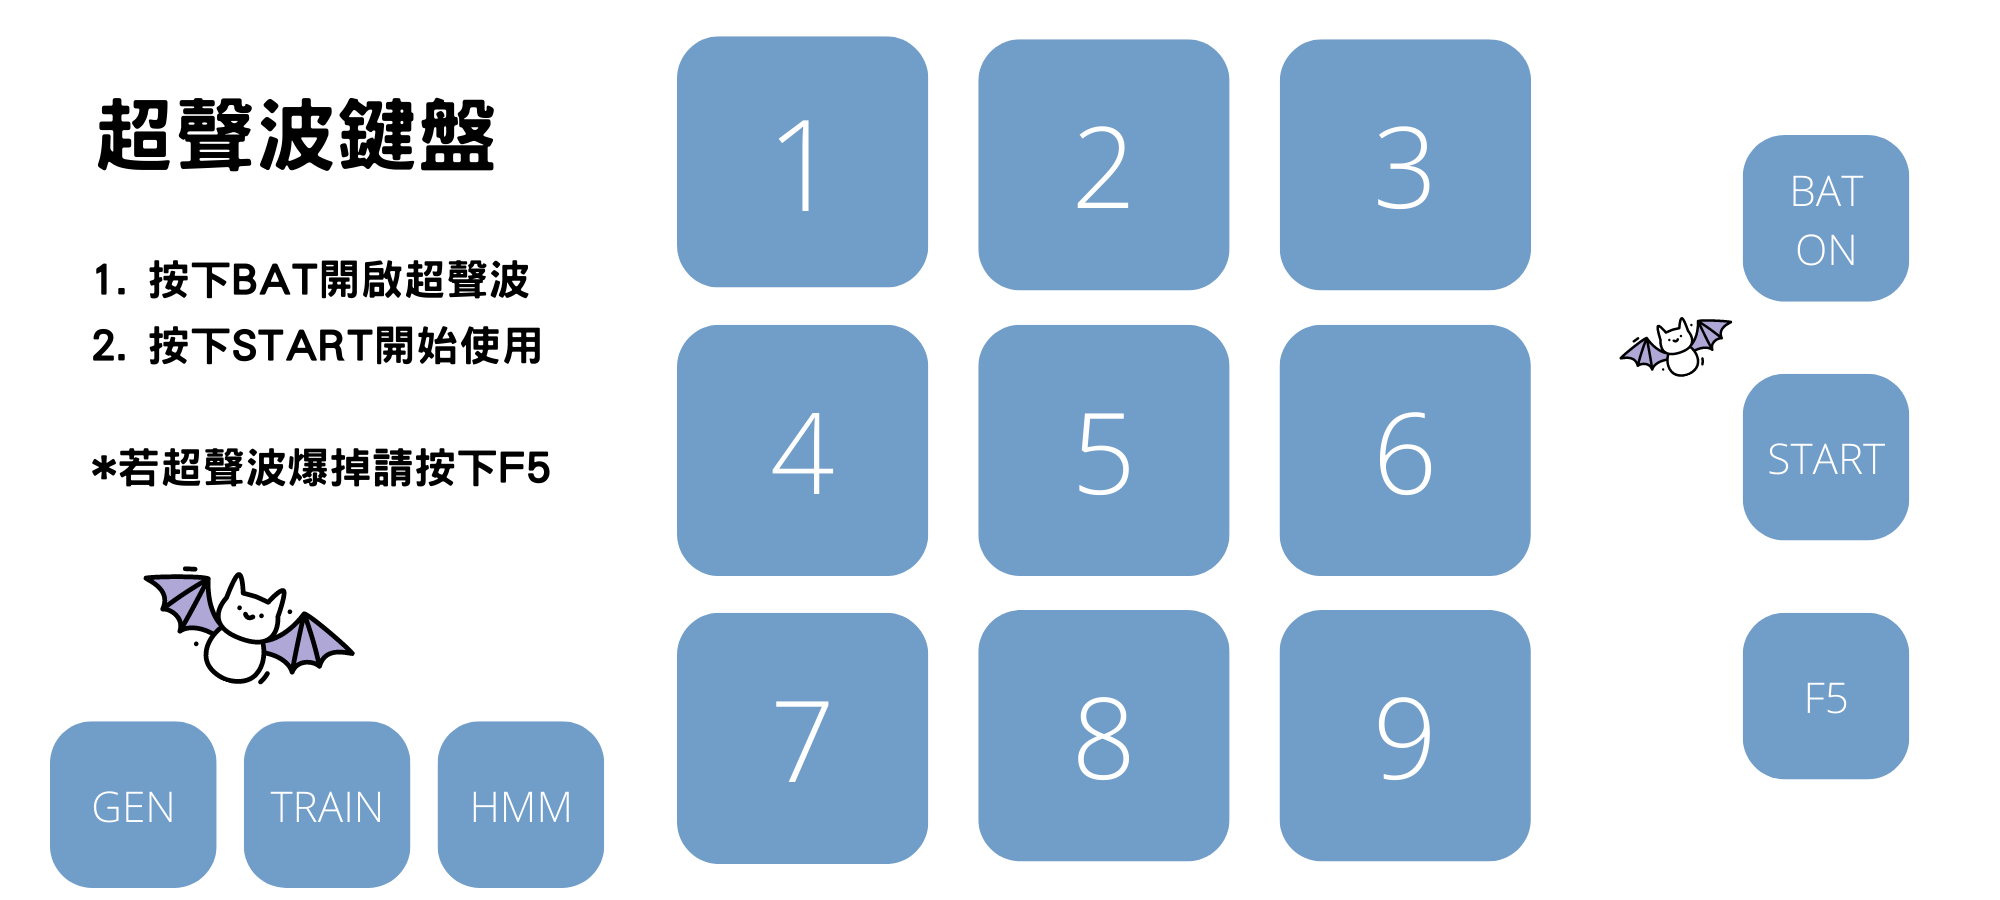 超聲波鍵盤
1. 按下BAT開啟超聲波
2. 按下START開始使用
*若超聲波爆掉請按下F5
GEN
TRAIN
HMM
1
2
3
4
5
6
7
8
9
BAT
ON
START
F5